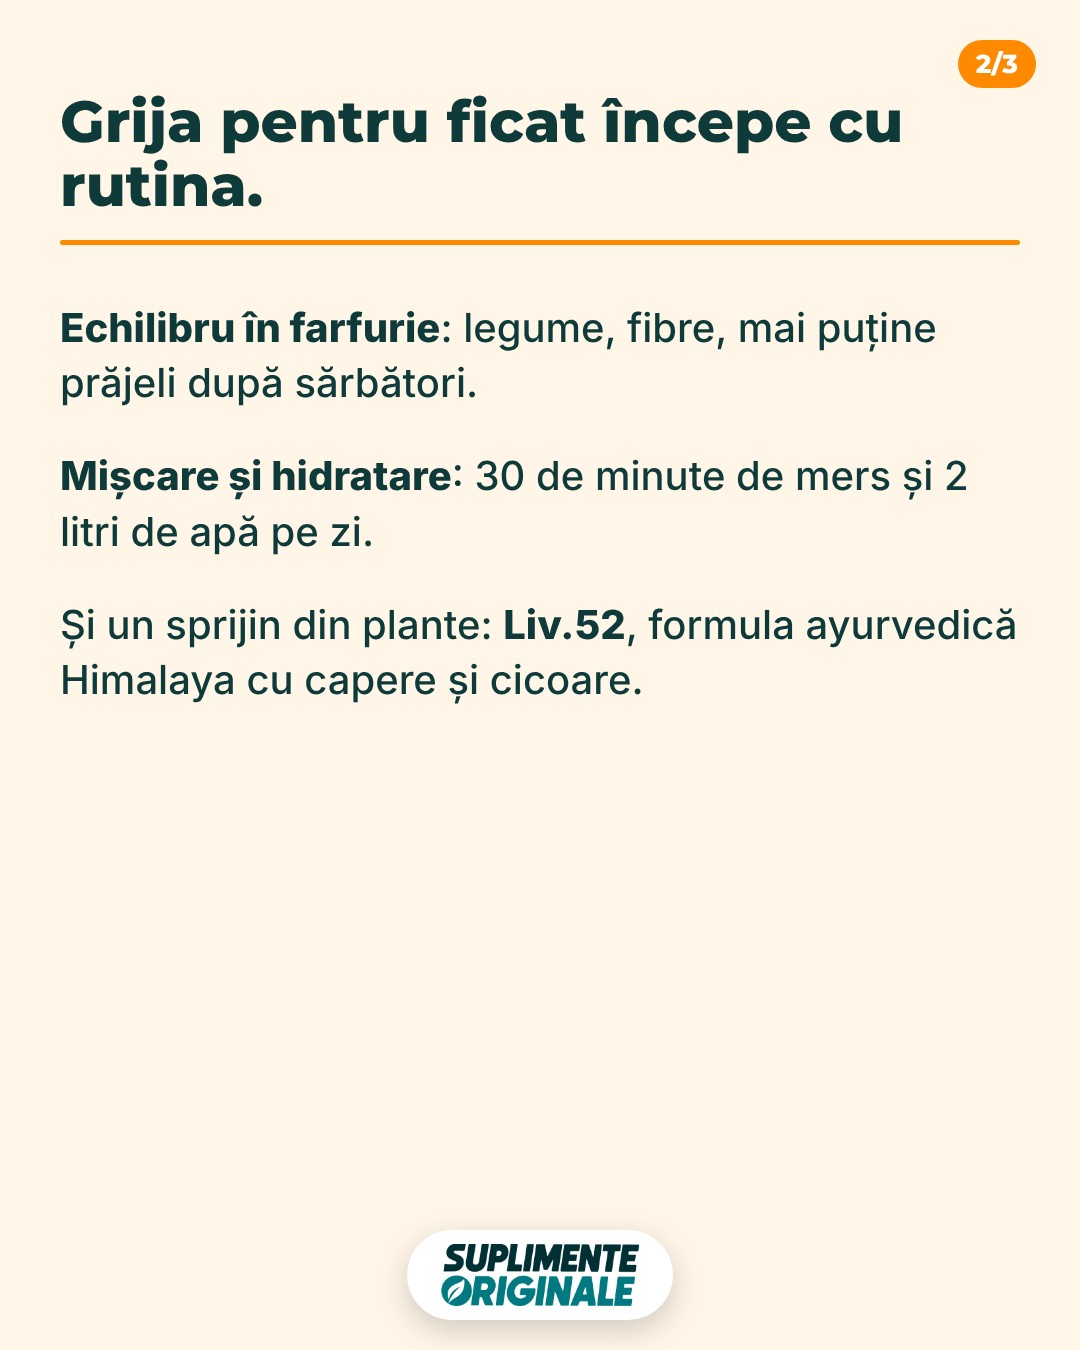 2/3
Grija pentru ficat începe cu
rutina.
Echilibru în farfurie: legume, fibre, mai puține
prăjeli după sărbători.
Mișcare și hidratare: 30 de minute de mers și 2
litri de apă pe zi.
Și un sprijin din plante: Liv.52, formula ayurvedică
Himalaya cu capere și cicoare.
SUPLIMENTE
ORIGINALE